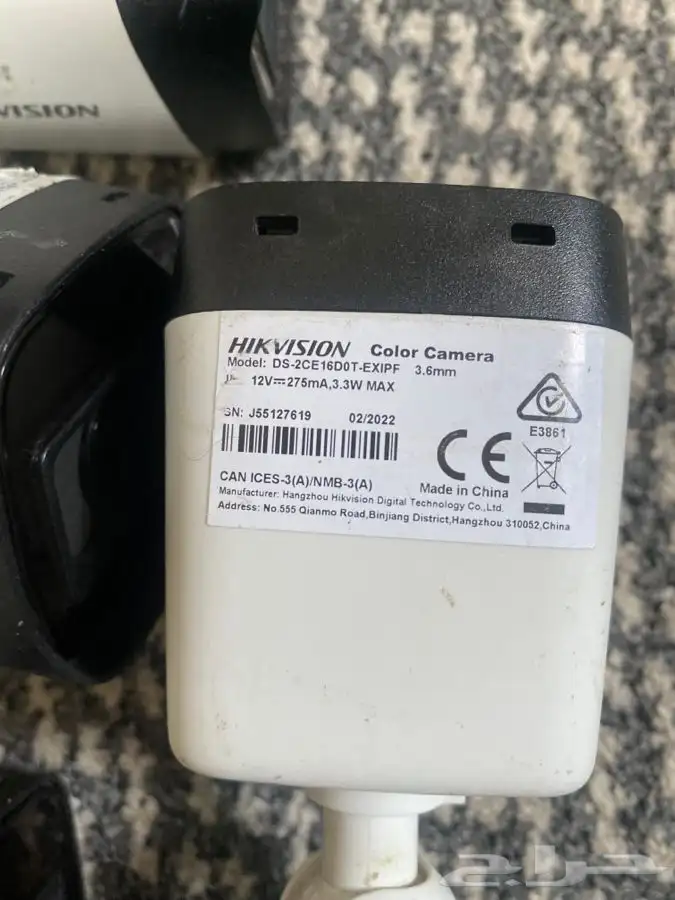 VISION
HIKVISION Color Camera
Model: DS-2CE16D0T-EXIPF 3.6mm
12V⎓275mA,3.3W MAX
SN: J55127619 02/2022
E3861
CE
CAN ICES-3(A)/NMB-3(A)
Made in China
Manufacturer: Hangzhou Hikvision Digital Technology Co.,Ltd.
Address: No.555 Qianmo Road,Binjiang District,Hangzhou 310052,China
حراج